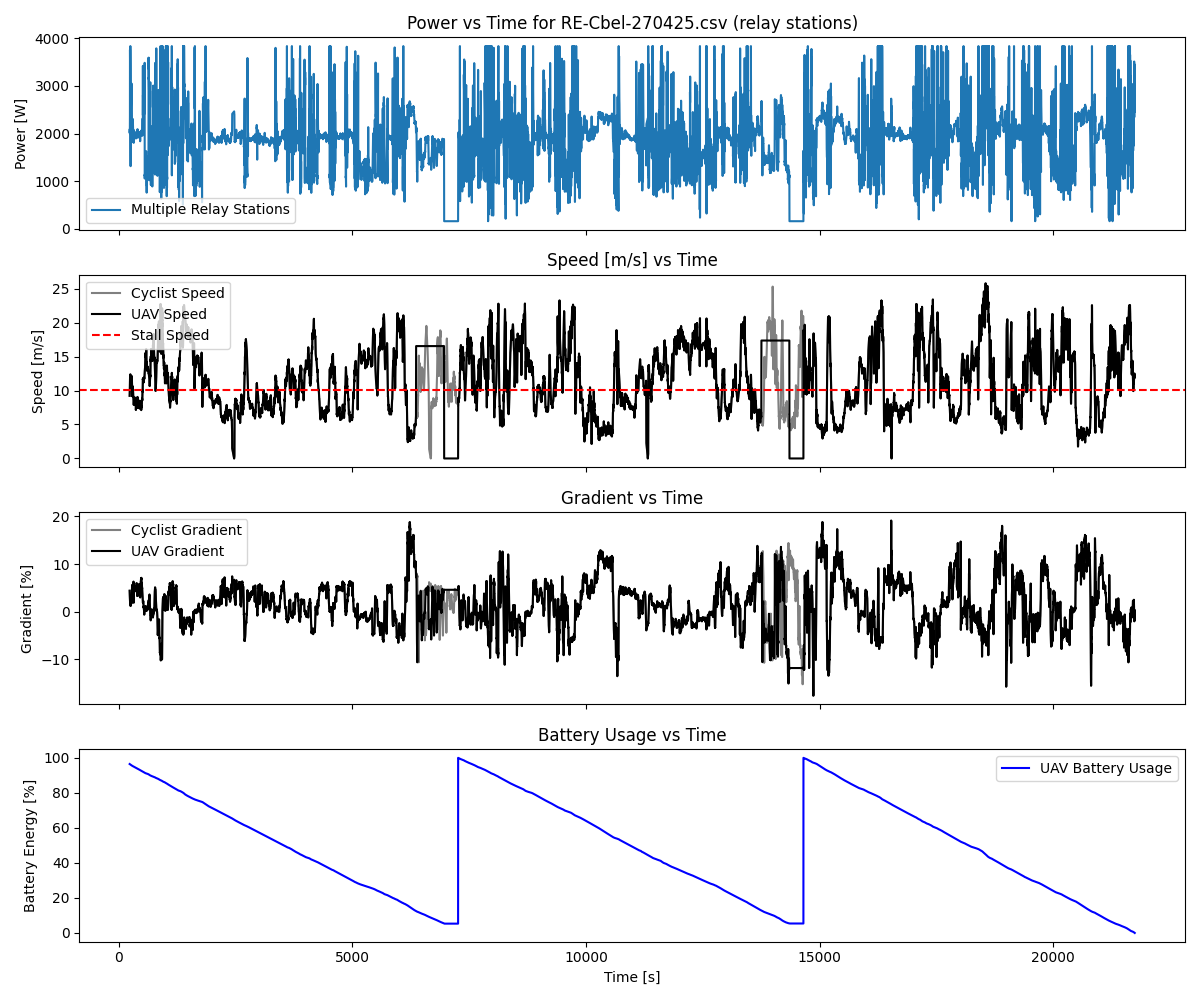 Power vs Time for RE-Cbel-270425.csv (relay stations)
4000
3000
2000
1000
0
Power [W]
Multiple Relay Stations
Speed [m/s] vs Time
25
20
15
10
5
0
Speed [m/s]
Cyclist Speed
UAV Speed
Stall Speed
Gradient vs Time
20
10
0
−10
Gradient [%]
Cyclist Gradient
UAV Gradient
Battery Usage vs Time
100
80
60
40
20
0
Battery Energy [%]
UAV Battery Usage
0 5000 10000 15000 20000
Time [s]